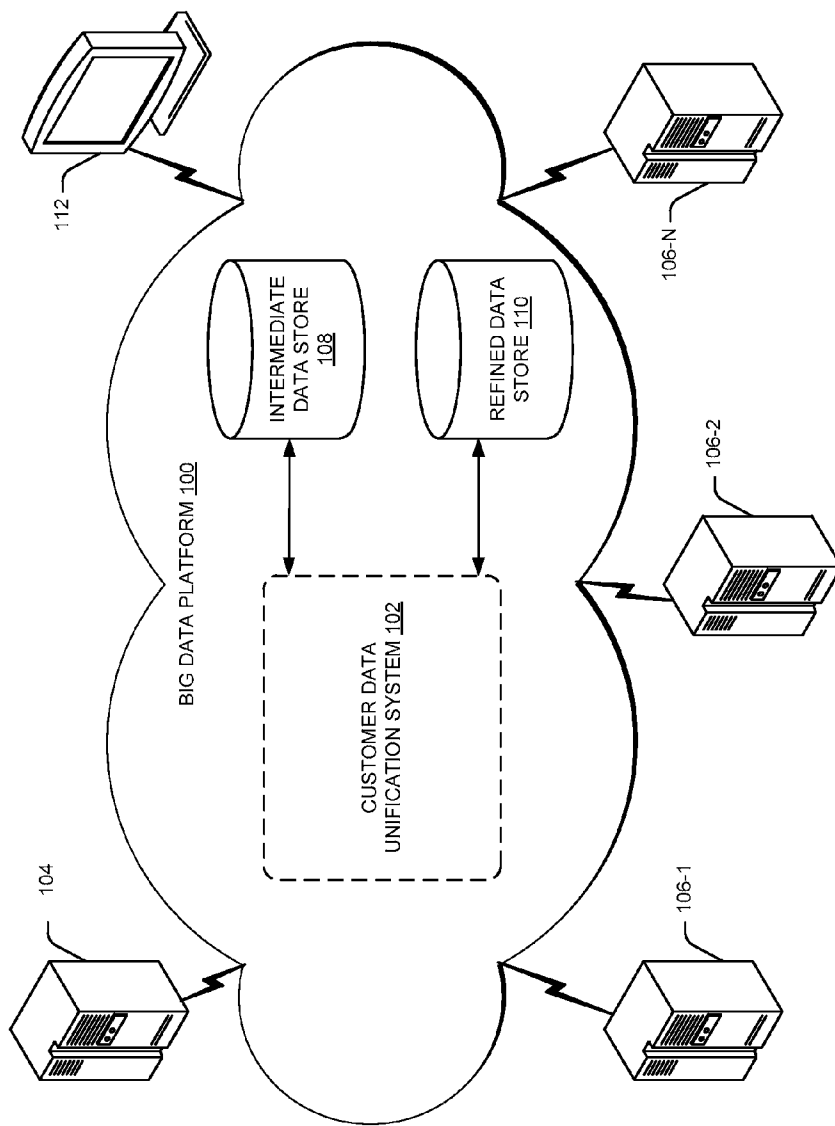 104
112
BIG DATA PLATFORM 100
CUSTOMER DATA
UNIFICATION SYSTEM 102
INTERMEDIATE
DATA STORE
108
REFINED DATA
STORE 110
106-1
106-2
106-N